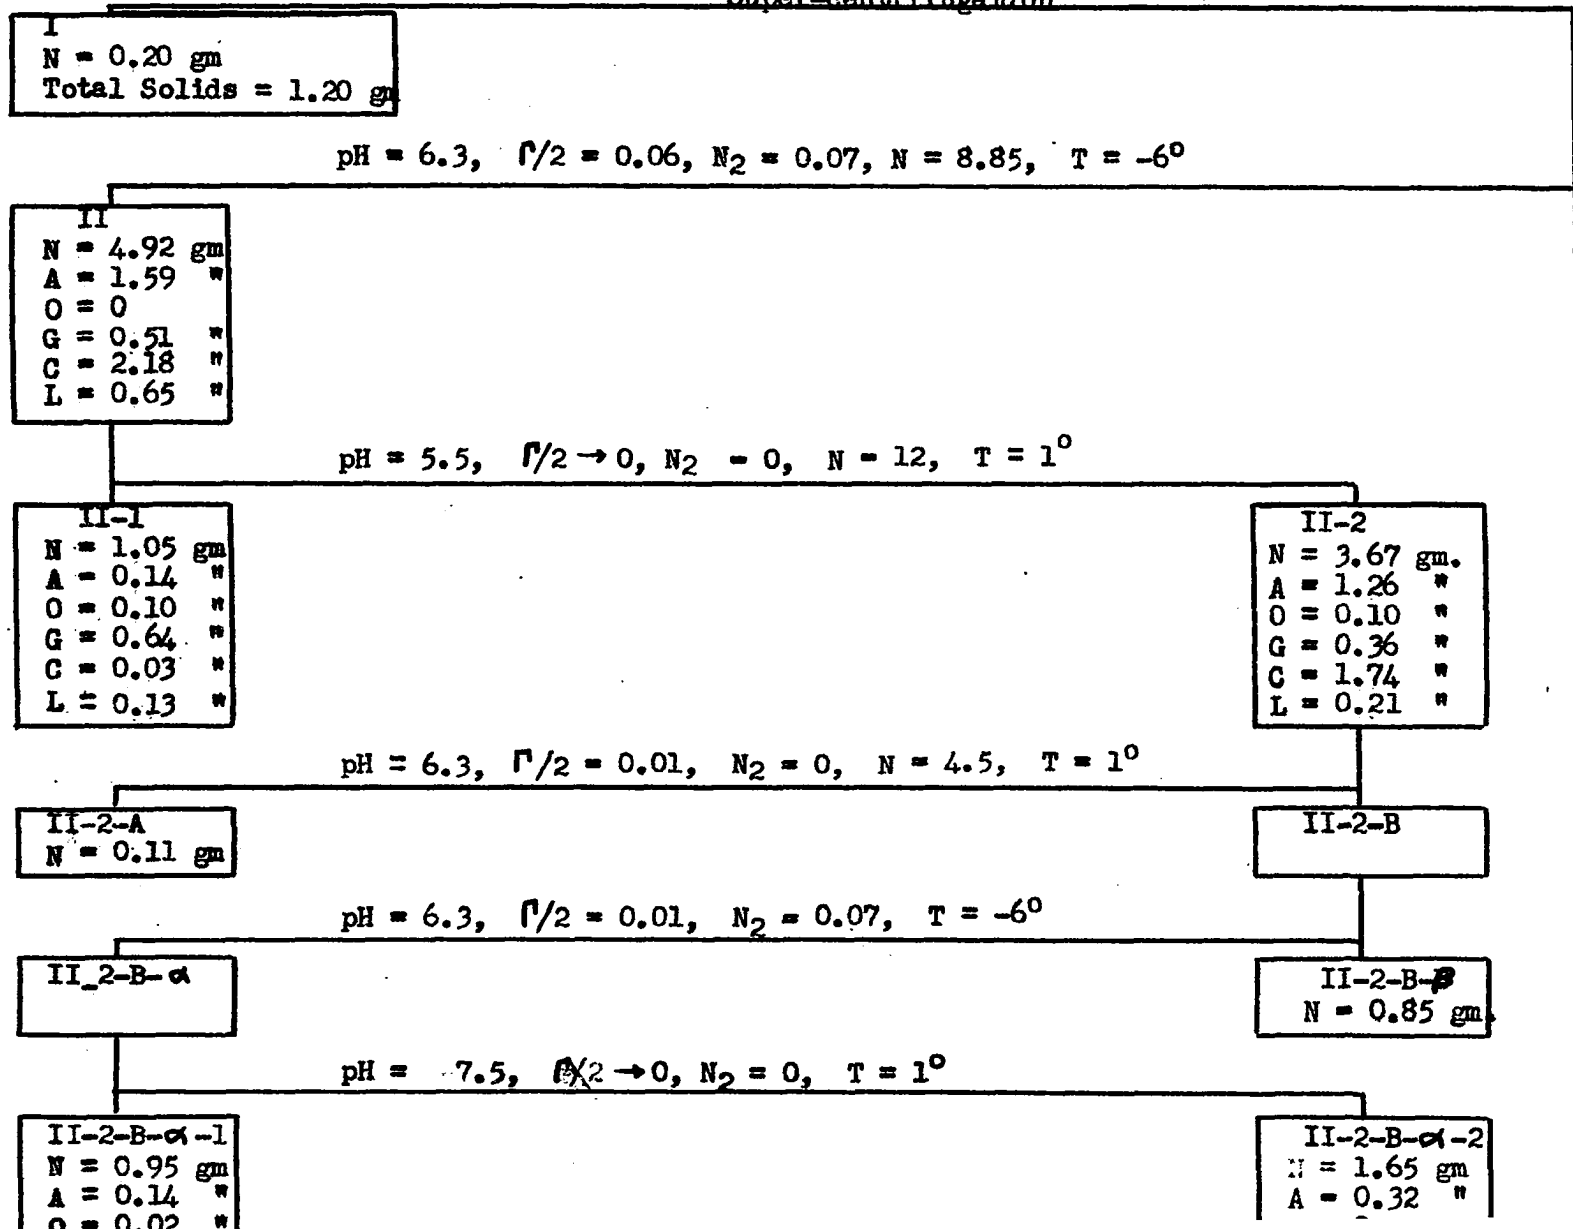 I
N = 0.20 gm
Total Solids = 1.20 gm
pH = 6.3, Γ/2 = 0.06, N2 = 0.07, N = 8.85, T = -6°
II
N = 4.92 gm
A = 1.59 "
O = 0
G = 0.51 "
C = 2.18 "
L = 0.65 "
pH = 5.5, Γ/2 → 0, N2 = 0, N = 12, T = 1°
II-1
N = 1.05 gm
A = 0.14 "
O = 0.10 "
G = 0.64 "
C = 0.03 "
L = 0.13 "
II-2
N = 3.67 gm.
A = 1.26 "
O = 0.10 "
G = 0.36 "
C = 1.74 "
L = 0.21 "
pH = 6.3, Γ/2 = 0.01, N2 = 0, N = 4.5, T = 1°
II-2-A
N = 0.11 gm
II-2-B
pH = 6.3, Γ/2 = 0.01, N2 = 0.07, T = -6°
II_2-B-α
II-2-B-β
N = 0.85 gm.
pH = 7.5, Γ/2 → 0, N2 = 0, T = 1°
II-2-B-α-1
N = 0.95 gm
A = 0.14 "
O = 0.02 "
II-2-B-α-2
N = 1.65 gm
A = 0.32 "